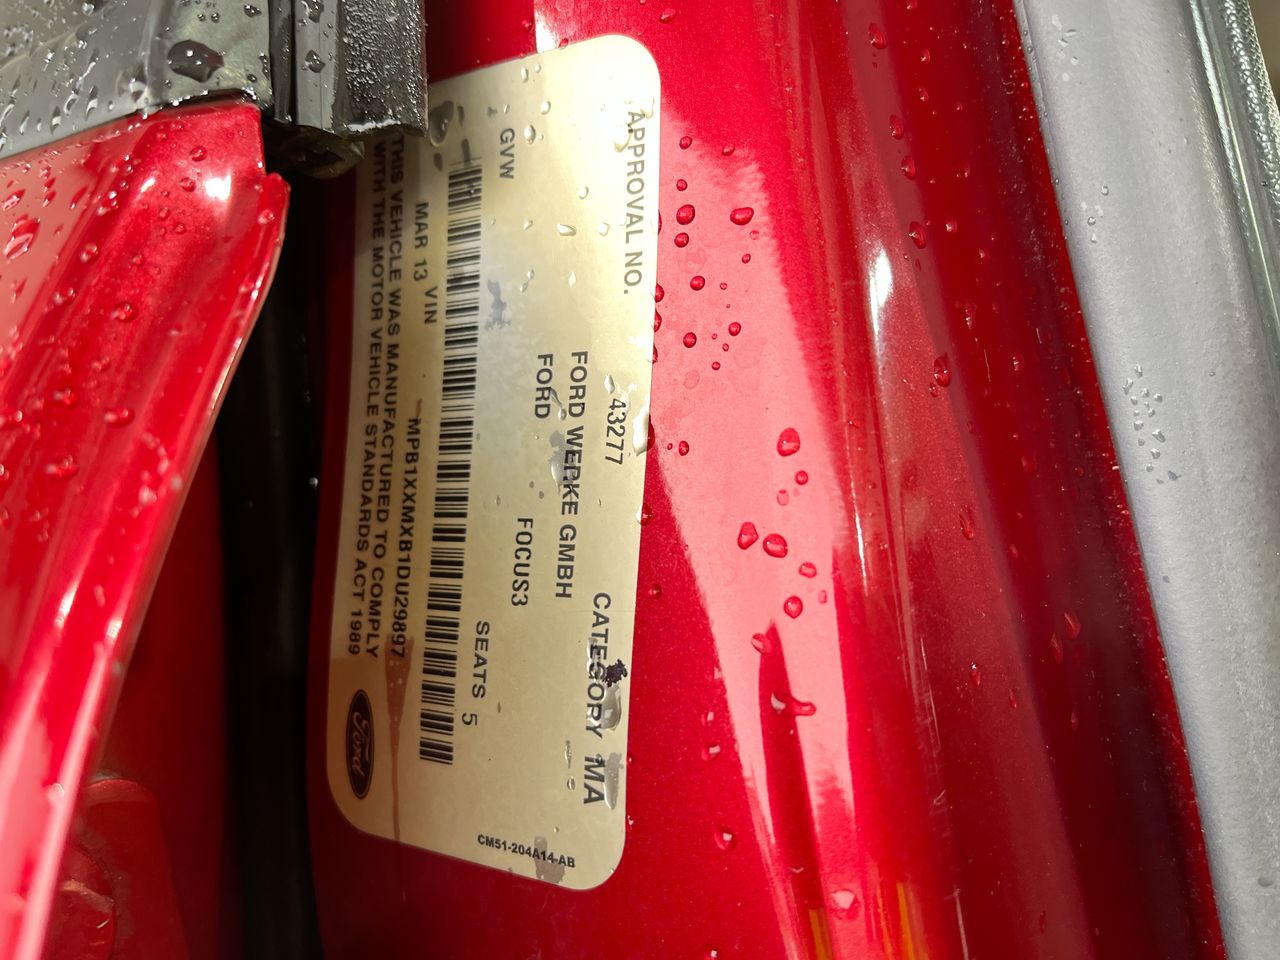 APPROVAL NO. 43277 CATEGORY MA
FORD WERKE GMBH
FORD FOCUS3
GVW SEATS 5
MAR 13 VIN MPB1XXMXB1DU29897
THIS VEHICLE WAS MANUFACTURED TO COMPLY
WITH THE MOTOR VEHICLE STANDARDS ACT 1989
Ford
CM51-204A14-AB